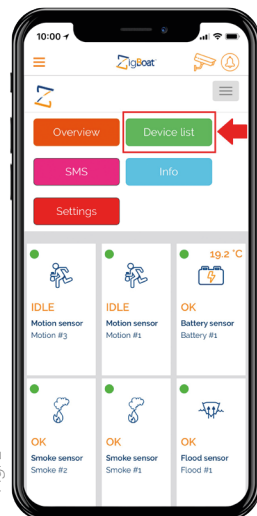 10:00
ZigBoat
Overview
Device list
SMS
Info
Settings
19.2 °C
IDLE
IDLE
OK
Motion sensor
Motion sensor
Battery sensor
Motion #3
Motion #1
Battery #1
OK
OK
OK
Smoke sensor
Smoke sensor
Flood sensor
Smoke #2
Smoke #1
Flood #1